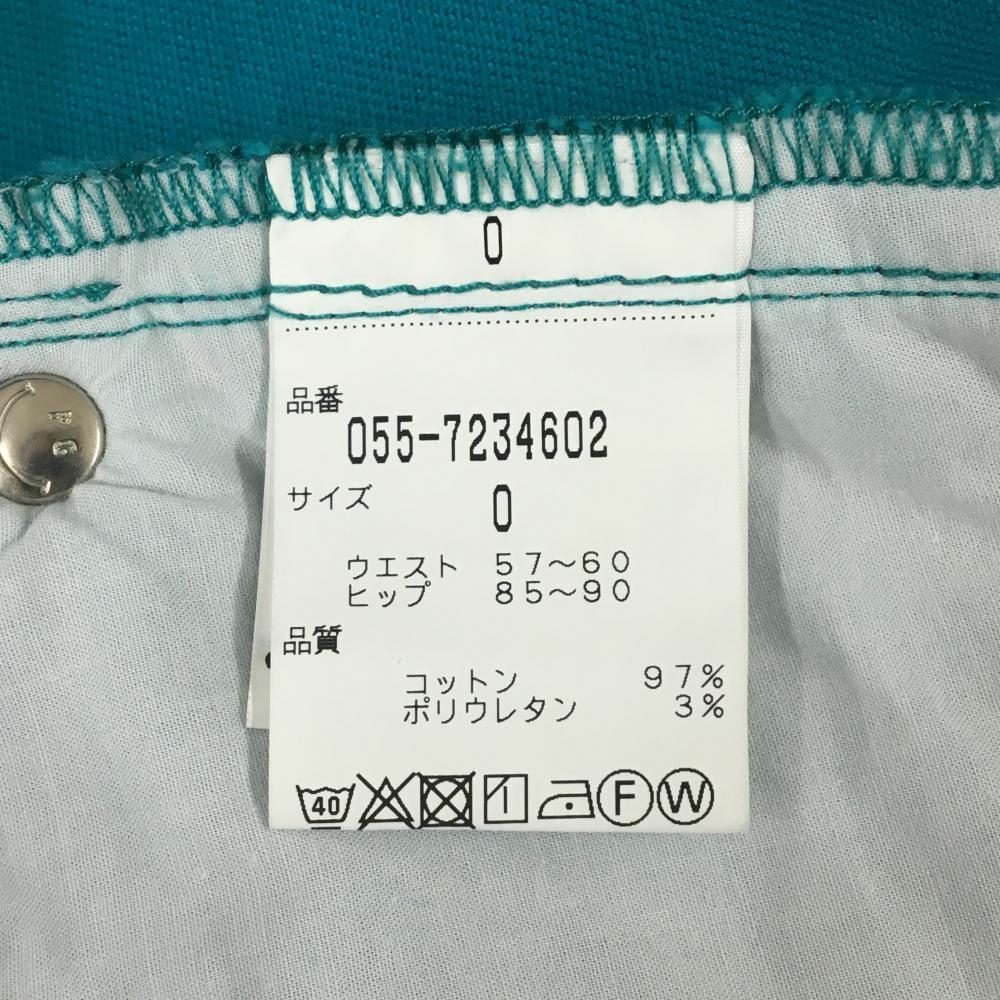 0
品番
055-7234602
サイズ 0
ウエスト 57～60
ヒップ 85～90
品質
コットン 97%
ポリウレタン 3%
40 F W